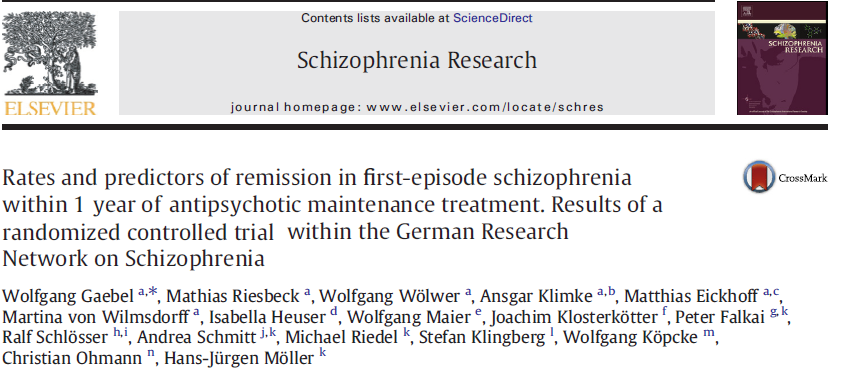 Contents lists available at ScienceDirect
Schizophrenia Research
journal homepage: www.elsevier.com/locate/schres
ELSEVIER
SCHIZOPHRENIA
RESEARCH
CrossMark
Rates and predictors of remission in first-episode schizophrenia
within 1 year of antipsychotic maintenance treatment. Results of a
randomized controlled trial within the German Research
Network on Schizophrenia
Wolfgang Gaebel a,*, Mathias Riesbeck a, Wolfgang Wölwer a, Ansgar Klimke a,b, Matthias Eickhoff a,c,
Martina von Wilmsdorff a, Isabella Heuser d, Wolfgang Maier e, Joachim Klosterkötter f, Peter Falkai g,k,
Ralf Schlösser h,i, Andrea Schmitt j,k, Michael Riedel k, Stefan Klingberg l, Wolfgang Köpcke m,
Christian Ohmann n, Hans-Jürgen Möller k